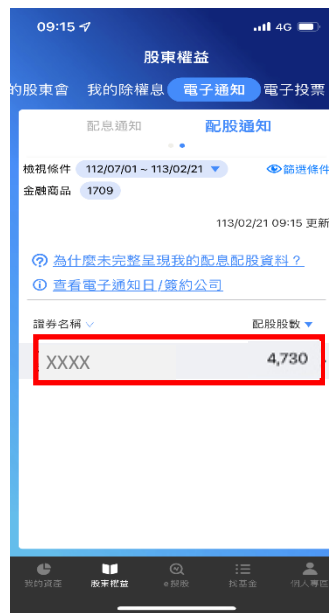 09:15 4G
股東權益
的股東會 我的除權息 電子通知 電子投票
配息通知 配股通知
檢視條件 112/07/01 ~ 113/02/21 ▼ 篩選條件
金融商品 1709
113/02/21 09:15 更新
為什麼未完整呈現我的配息配股資料？
查看電子通知日/簽約公司
證券名稱 配股股數 ▼
XXXX 4,730
我的資產 股東權益 e服務 找基金 個人專區